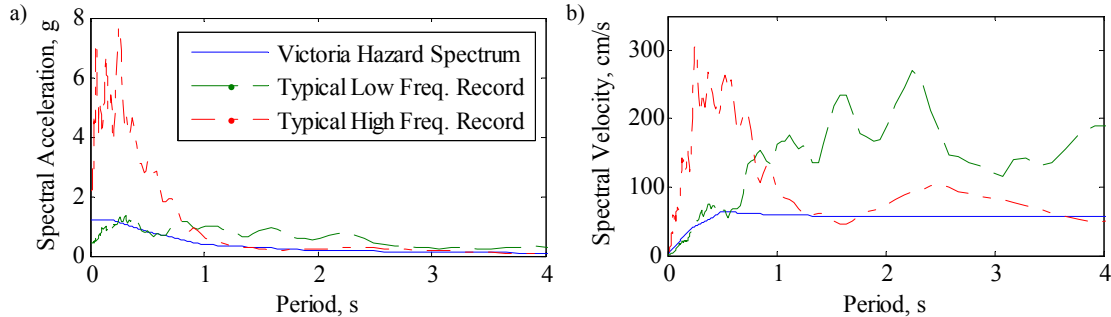 a)
Spectral Acceleration, g
8
6
4
2
0
0 1 2 3 4
Period, s
Victoria Hazard Spectrum
Typical Low Freq. Record
Typical High Freq. Record
b)
Spectral Velocity, cm/s
300
200
100
0
0 1 2 3 4
Period, s